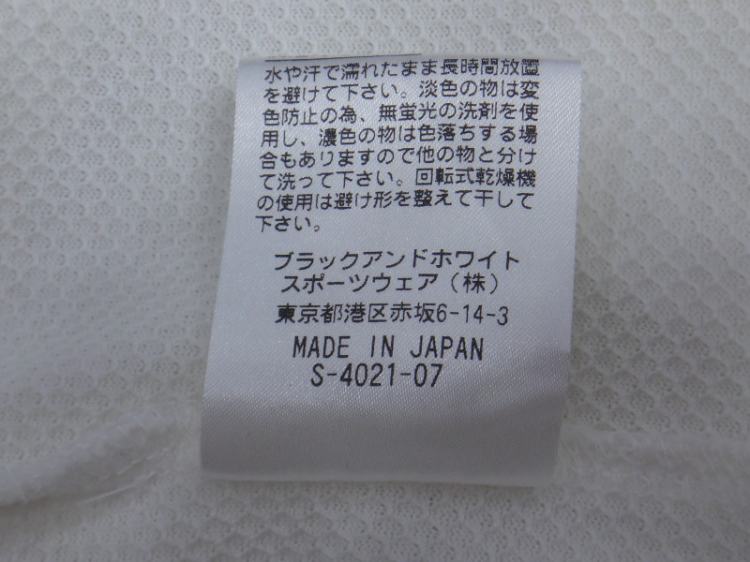 水や汗で濡れたまま長時間放置
を避けて下さい。淡色の物は変
色防止の為、無蛍光の洗剤を使
用し、濃色の物は色落ちする場
合もありますので他の物と分け
て洗って下さい。回転式乾燥機
の使用は避け形を整えて干して
下さい。
ブラックアンドホワイト
スポーツウェア(株)
東京都港区赤坂6-14-3
MADE IN JAPAN
S-4021-07